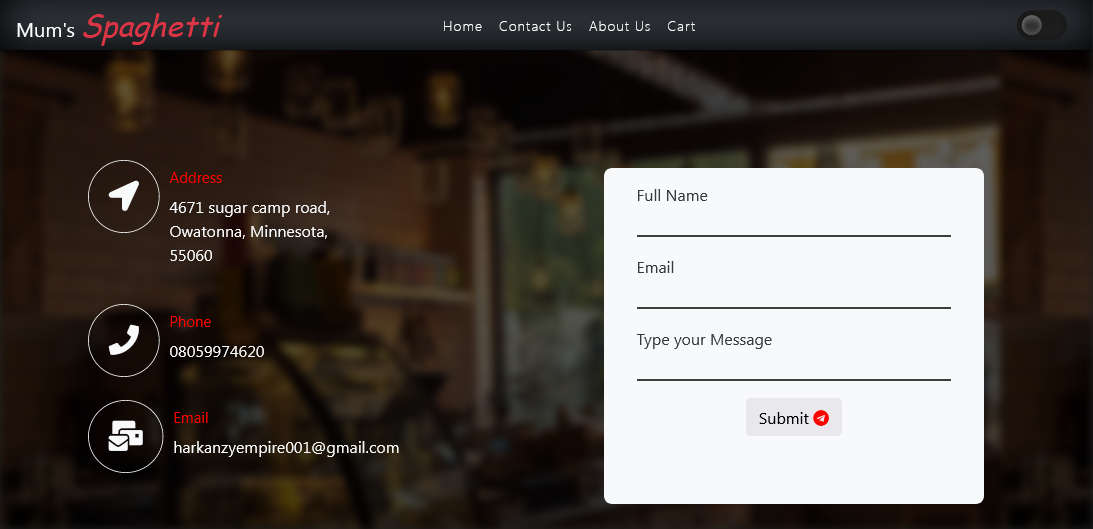 Mum's Spaghetti
Home Contact Us About Us Cart
Address
4671 sugar camp road,
Owatonna, Minnesota,
55060
Phone
08059974620
Email
harkanzyempire001@gmail.com
Full Name
Email
Type your Message
Submit